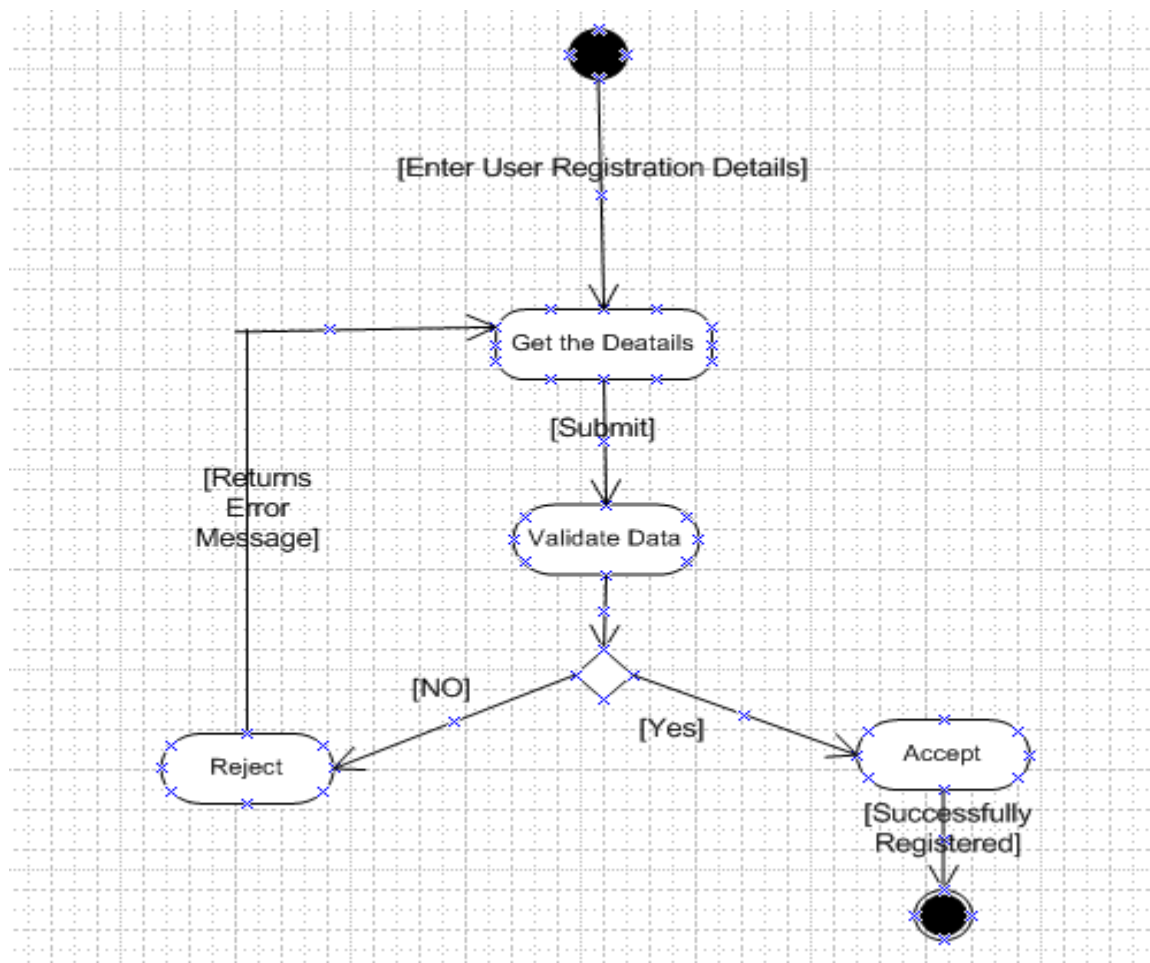 [Enter User Registration Details]
Get the Deatails
[Submit]
[Returns
Error
Message]
Validate Data
[NO]
[Yes]
Reject
Accept
[Successfully
Registered]